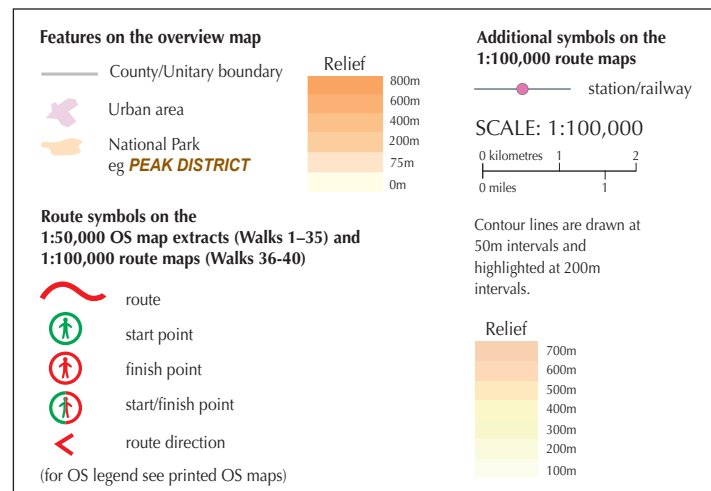 Features on the overview map
County/Unitary boundary
Urban area
National Park
eg PEAK DISTRICT
Relief
800m
600m
400m
200m
75m
0m
Route symbols on the
1:50,000 OS map extracts (Walks 1–35) and
1:100,000 route maps (Walks 36-40)
route
start point
finish point
start/finish point
route direction
(for OS legend see printed OS maps)
Additional symbols on the
1:100,000 route maps
station/railway
SCALE: 1:100,000
0 kilometres 1 2
0 miles 1
Contour lines are drawn at
50m intervals and
highlighted at 200m
intervals.
Relief
700m
600m
500m
400m
300m
200m
100m